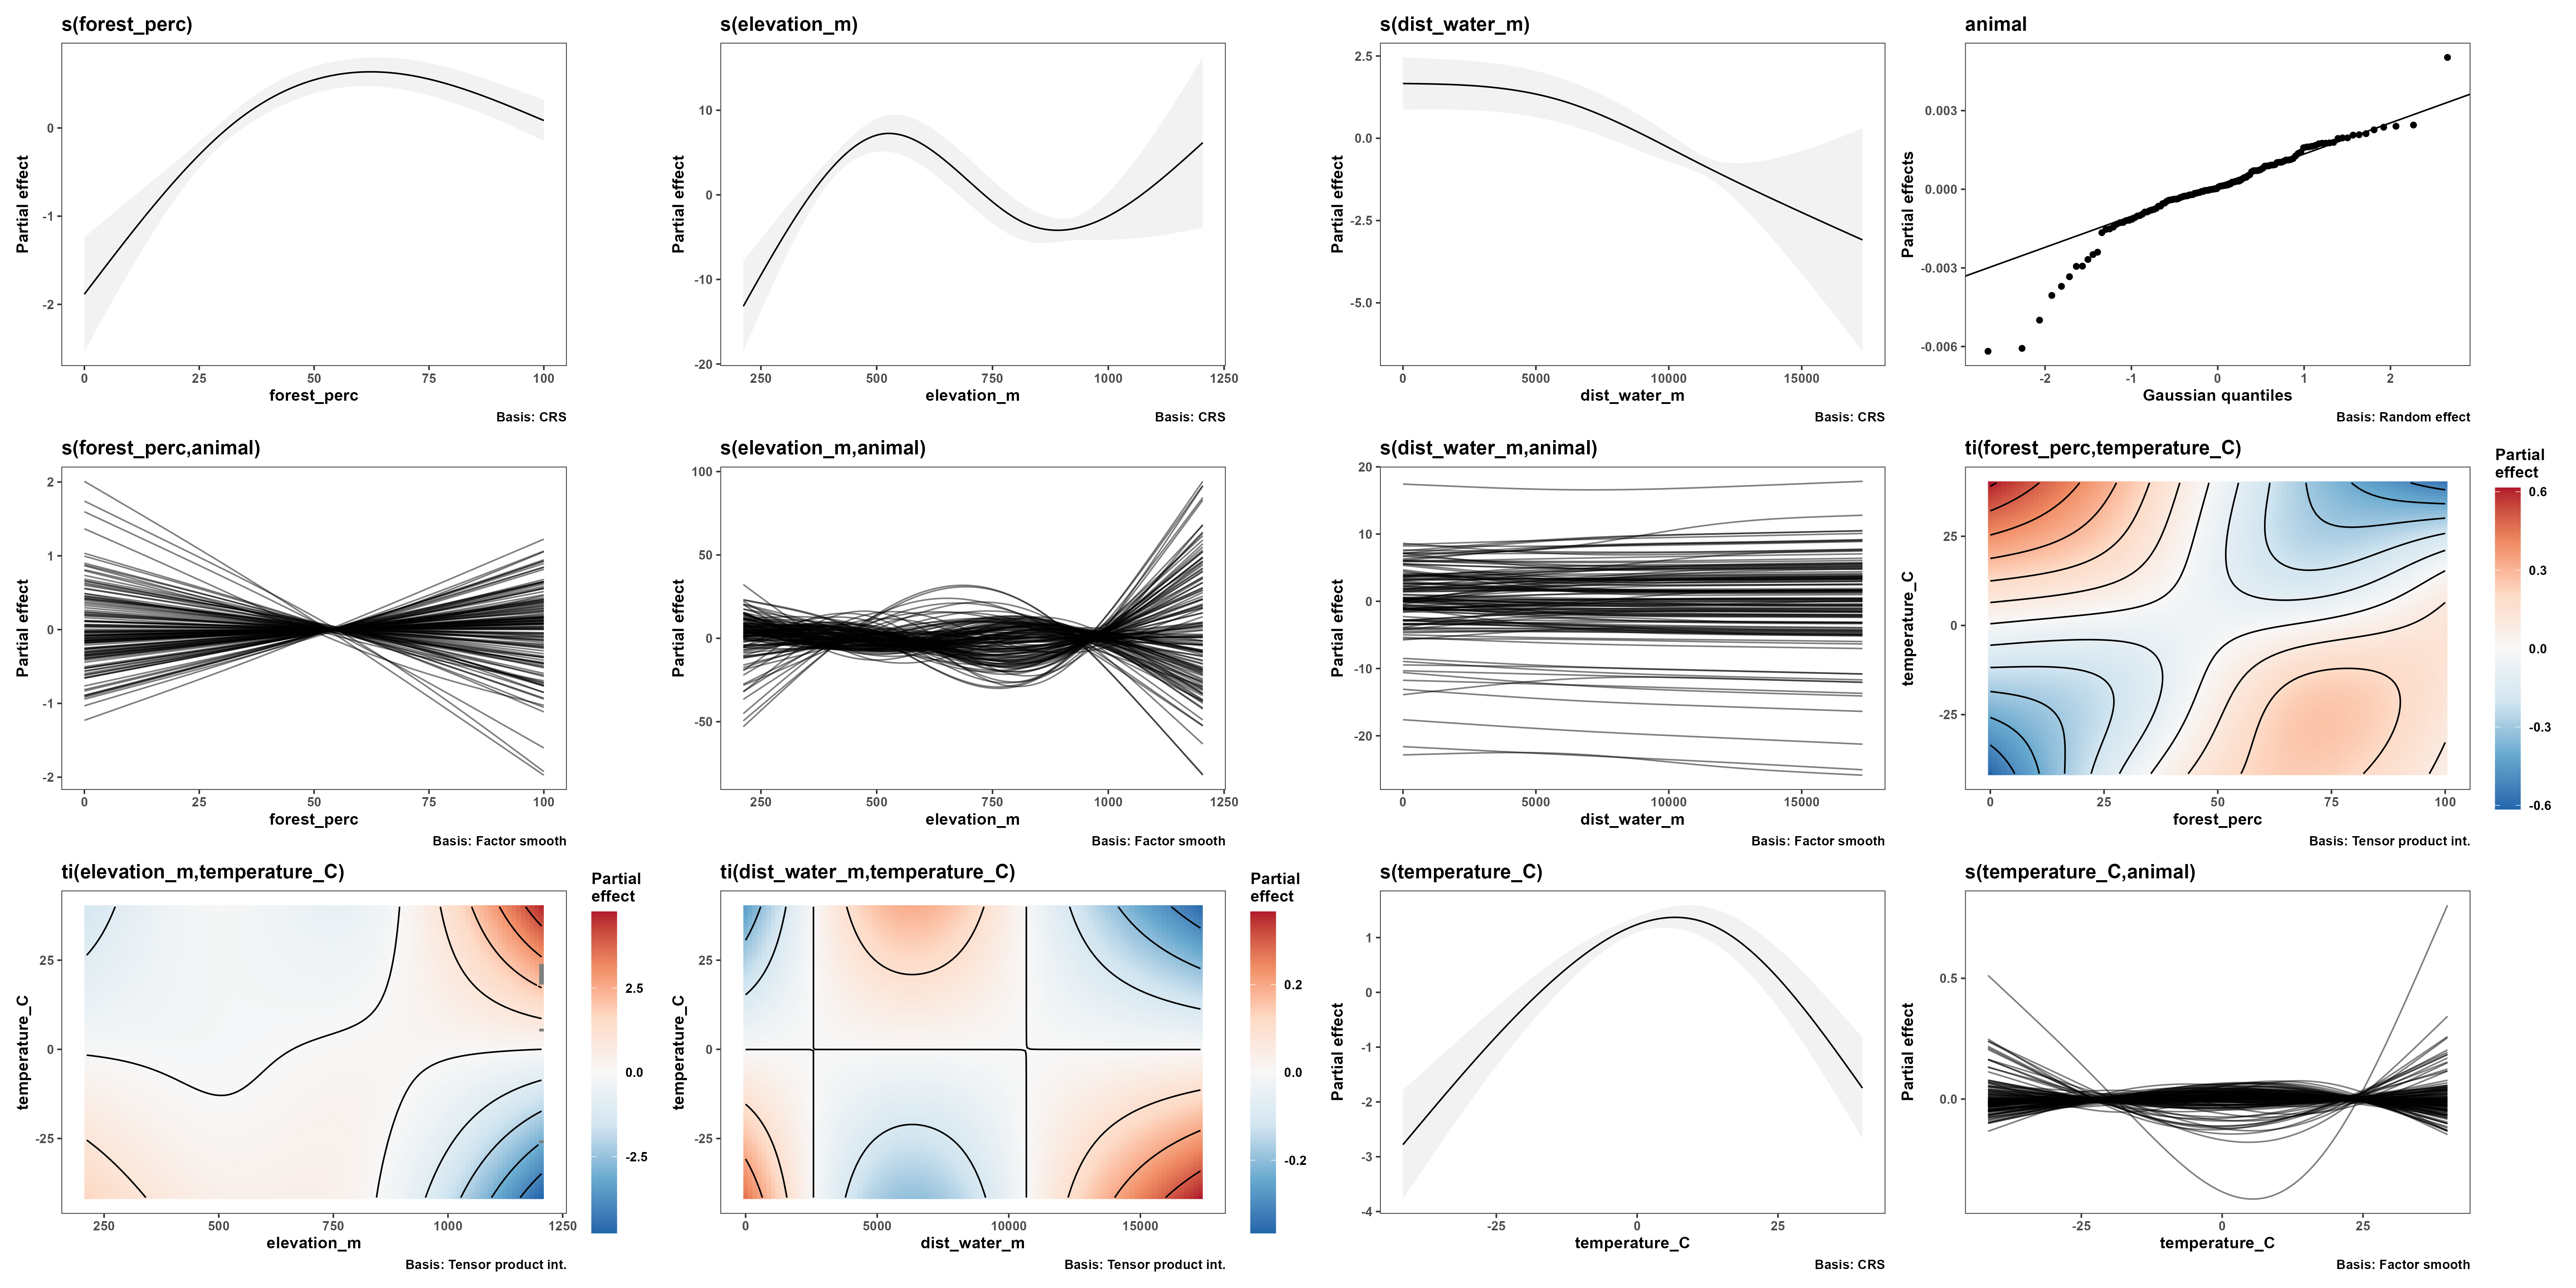 s(forest_perc)
Partial effect
0
-1
-2
0
25
50
75
100
forest_perc
Basis: CRS
s(elevation_m)
Partial effect
10
0
-10
-20
250
500
750
1000
1250
elevation_m
Basis: CRS
s(dist_water_m)
Partial effect
2.5
0.0
-2.5
-5.0
0
5000
10000
15000
dist_water_m
Basis: CRS
animal
Partial effects
0.003
0.000
-0.003
-0.006
-2
-1
0
1
2
Gaussian quantiles
Basis: Random effect
s(forest_perc,animal)
Partial effect
2
1
0
-1
-2
0
25
50
75
100
forest_perc
Basis: Factor smooth
s(elevation_m,animal)
Partial effect
100
50
0
-50
250
500
750
1000
1250
elevation_m
Basis: Factor smooth
s(dist_water_m,animal)
Partial effect
20
10
0
-10
-20
0
5000
10000
15000
dist_water_m
Basis: Factor smooth
ti(forest_perc,temperature_C)
temperature_C
25
0
-25
0
25
50
75
100
forest_perc
Basis: Tensor product int.
Partial
effect
0.6
0.3
0.0
-0.3
-0.6
ti(elevation_m,temperature_C)
temperature_C
25
0
-25
250
500
750
1000
1250
elevation_m
Basis: Tensor product int.
Partial
effect
2.5
0.0
-2.5
ti(dist_water_m,temperature_C)
temperature_C
25
0
-25
0
5000
10000
15000
dist_water_m
Basis: Tensor product int.
Partial
effect
0.2
0.0
-0.2
s(temperature_C)
Partial effect
1
0
-1
-2
-3
-4
-25
0
25
temperature_C
Basis: CRS
s(temperature_C,animal)
Partial effect
0.5
0.0
-25
0
25
temperature_C
Basis: Factor smooth